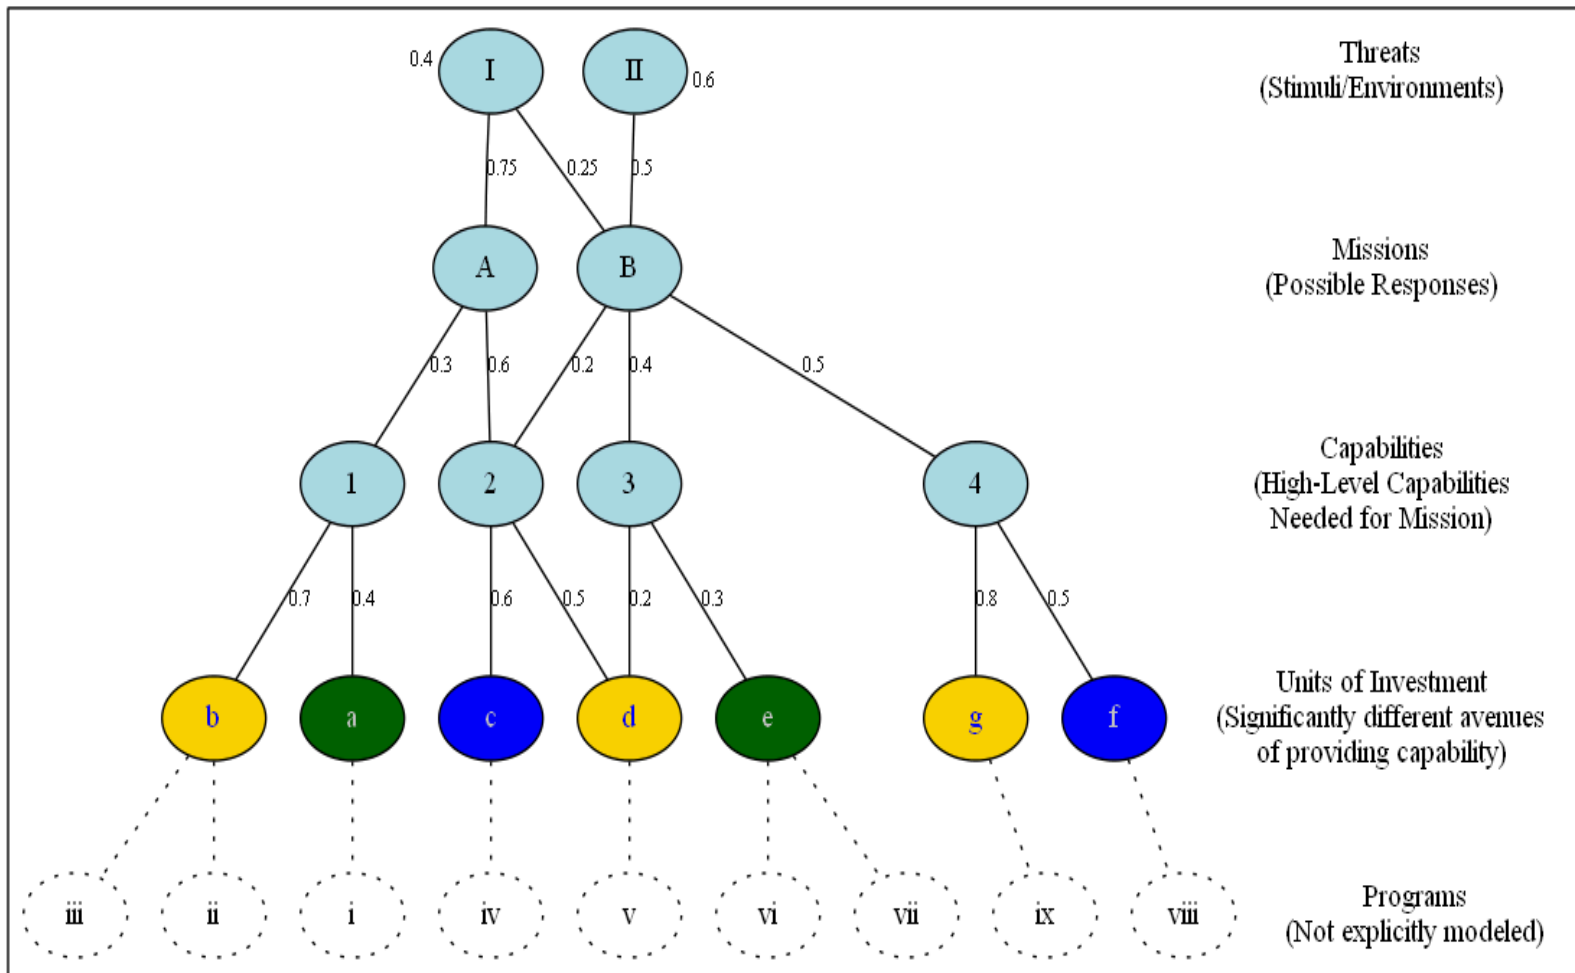 0.4
I
II
0.6
Threats
(Stimuli/Environments)
0.75
0.25
0.5
A
B
Missions
(Possible Responses)
0.3
0.6
0.2
0.4
0.5
1
2
3
4
Capabilities
(High-Level Capabilities
Needed for Mission)
0.7
0.4
0.6
0.5
0.2
0.3
0.8
0.5
b
a
c
d
e
g
f
Units of Investment
(Significantly different avenues
of providing capability)
iii
ii
i
iv
v
vi
vii
ix
viii
Programs
(Not explicitly modeled)